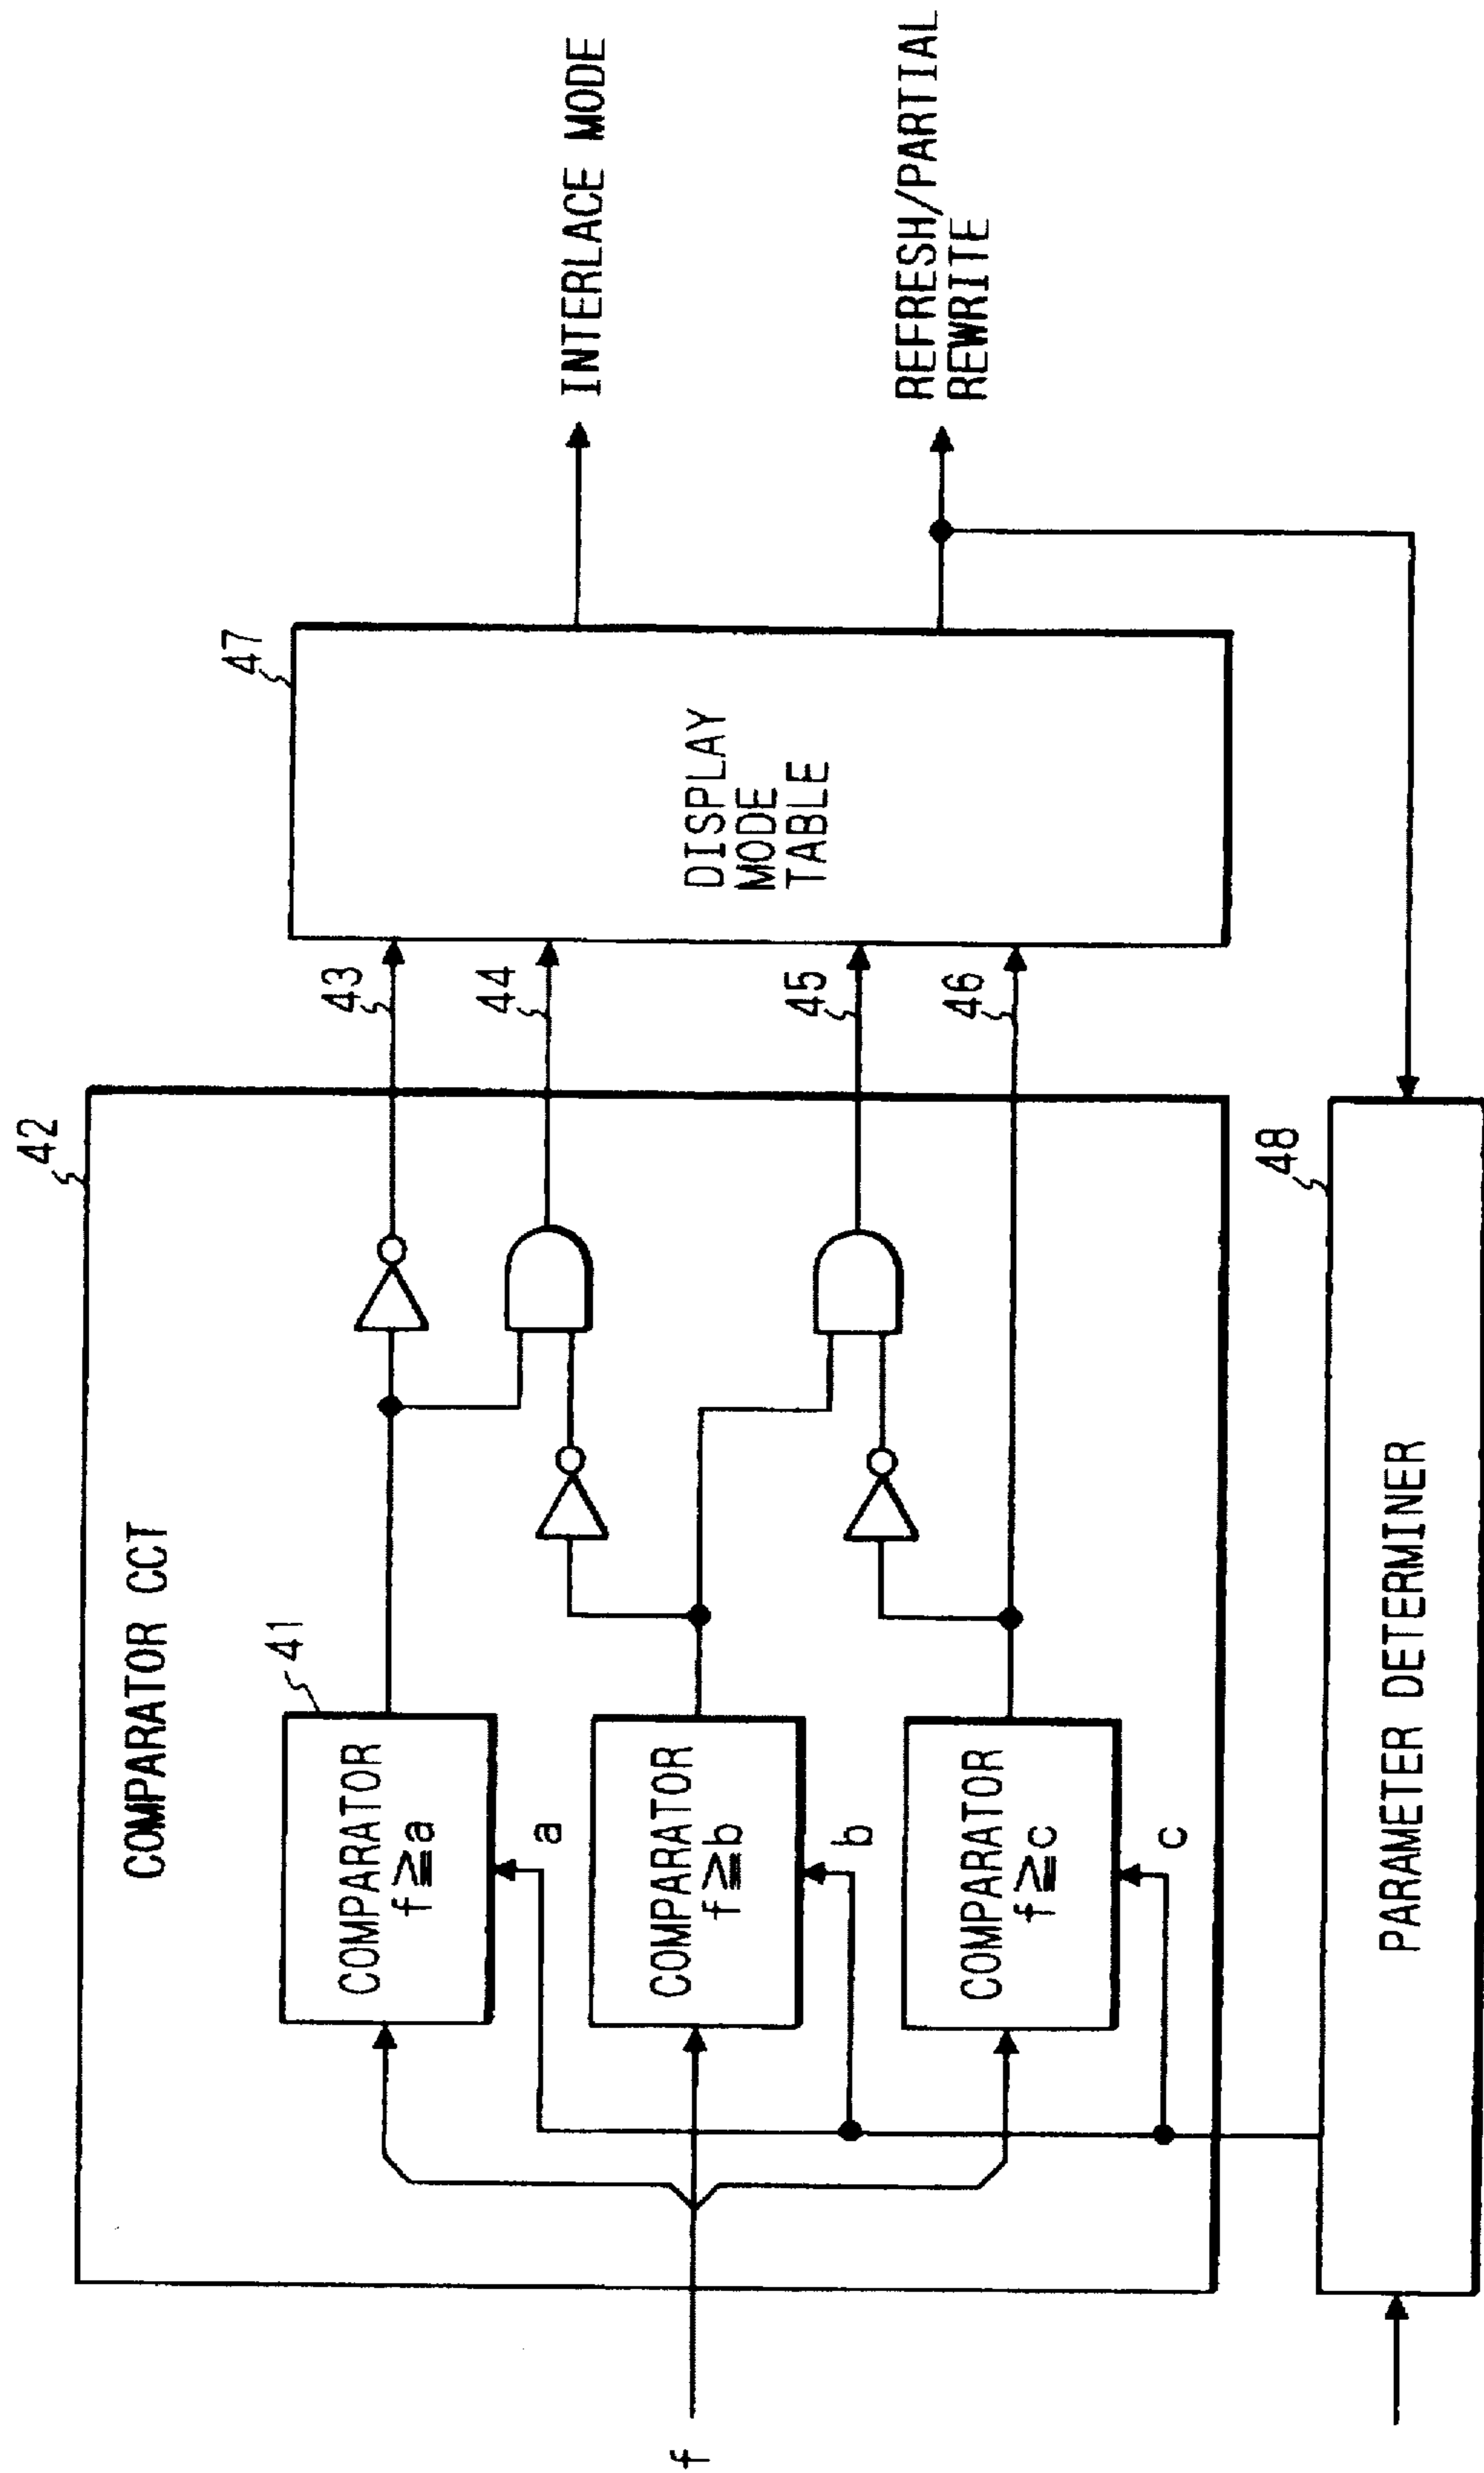 42
COMPARATOR CCT
41
COMPARATOR
f≧a
a
COMPARATOR
f≧b
b
COMPARATOR
f≧c
c
f
43
44
45
46
47
DISPLAY
MODE
TABLE
INTERLACE MODE
REFRESH/PARTIAL
REWRITE
48
PARAMETER DETERMINER